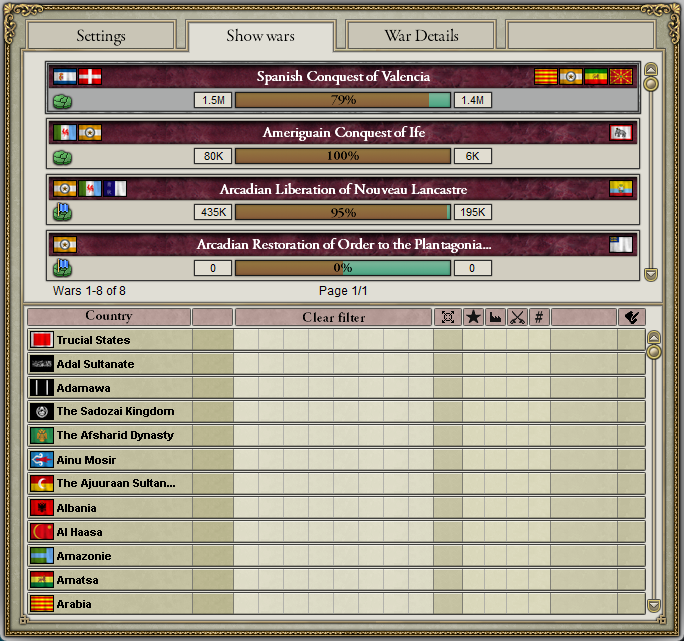 Settings Show wars War Details
Spanish Conquest of Valencia
1.5M 79% 1.4M
Ameriguain Conquest of Ife
80K 100% 6K
Arcadian Liberation of Nouveau Lancastre
435K 95% 195K
Arcadian Restoration of Order to the Plantagonia...
0 0% 0
Wars 1-8 of 8 Page 1/1
Country Clear filter #
Trucial States
Adal Sultanate
Adamawa
The Sadozai Kingdom
The Afsharid Dynasty
Ainu Mosir
The Ajuuraan Sultan...
Albania
Al Haasa
Amazonie
Amatsa
Arabia